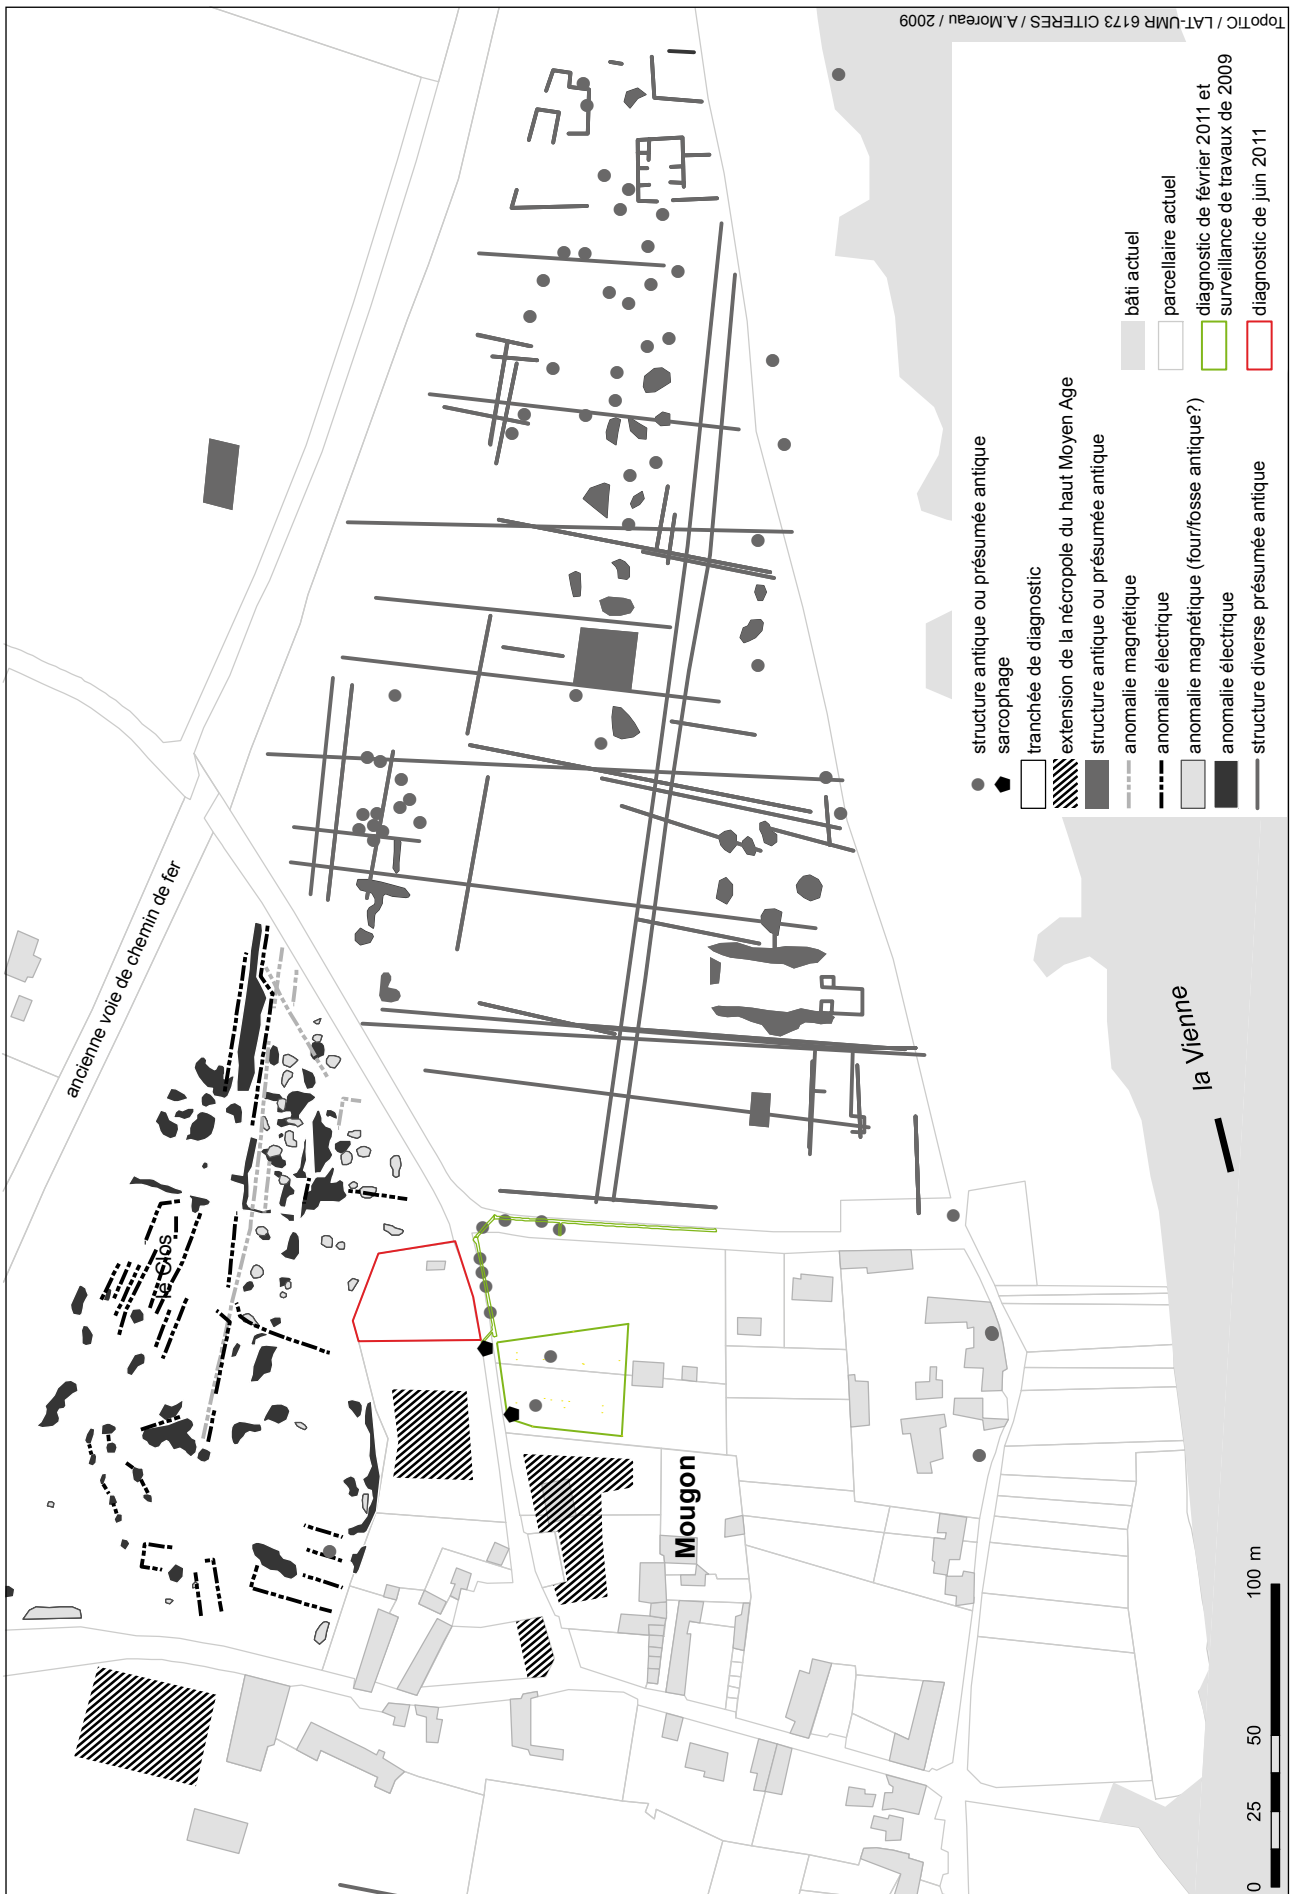 TopoTIC / LAT-UMR 6173 CITERES / A.Moreau / 2009
ancienne voie de chemin de fer
le Clos
Mougon
la Vienne
structure antique ou présumée antique
sarcophage
tranchée de diagnostic
extension de la nécropole du haut Moyen Age
structure antique ou présumée antique
anomalie magnétique
anomalie électrique
anomalie magnétique (four/fosse antique?)
anomalie électrique
structure diverse présumée antique
bâti actuel
parcellaire actuel
diagnostic de février 2011 et
surveillance de travaux de 2009
diagnostic de juin 2011
0 25 50 100 m